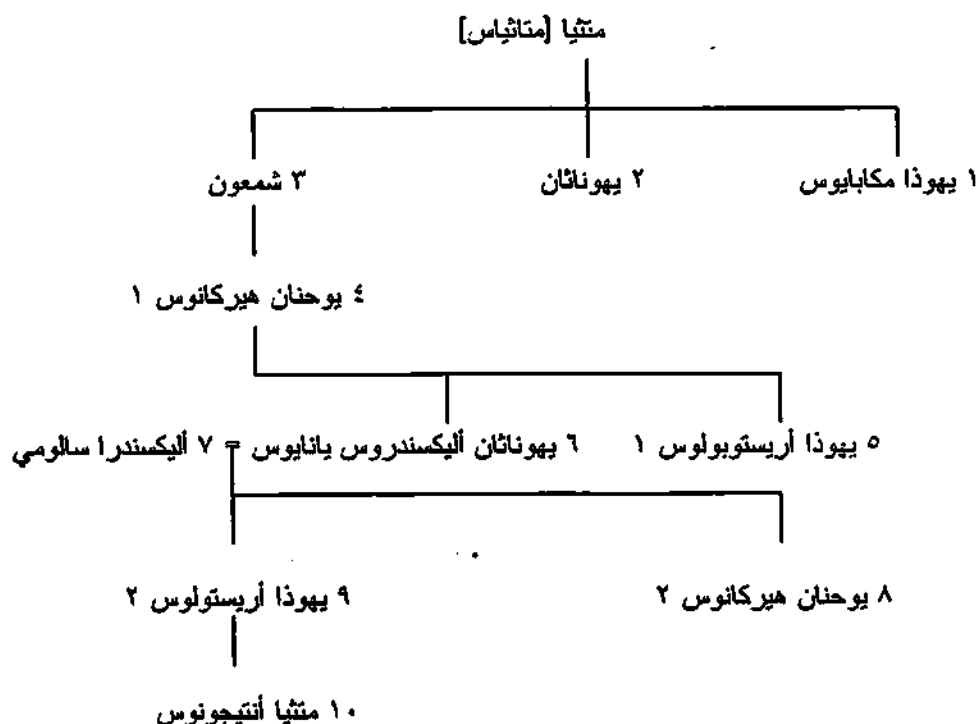 متثيا [متاثياس]
١ يهوذا مكابايوس ٢ يهوناثان ٣ شمعون
٤ يوحنان هيركانوس ١
٥ يهوذا أريستوبولوس ١ ٦ يهوناثان أليكسندروس يانايوس = ٧ أليكسندرا سالومي
٨ يوحنان هيركانوس ٢ ٩ يهوذا أريستولوس ٢
١٠ متثيا أنتيجونوس